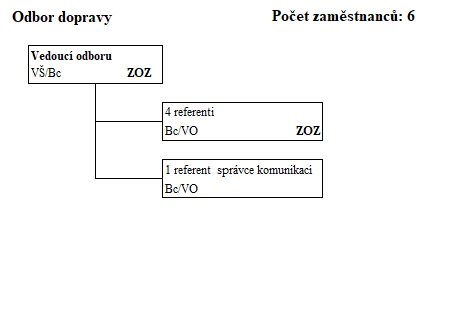 Odbor dopravy Počet zaměstnanců: 6
Vedoucí odboru
VŠ/Bc ZOZ
4 referenti
Bc/VO ZOZ
1 referent správce komunikací
Bc/VO